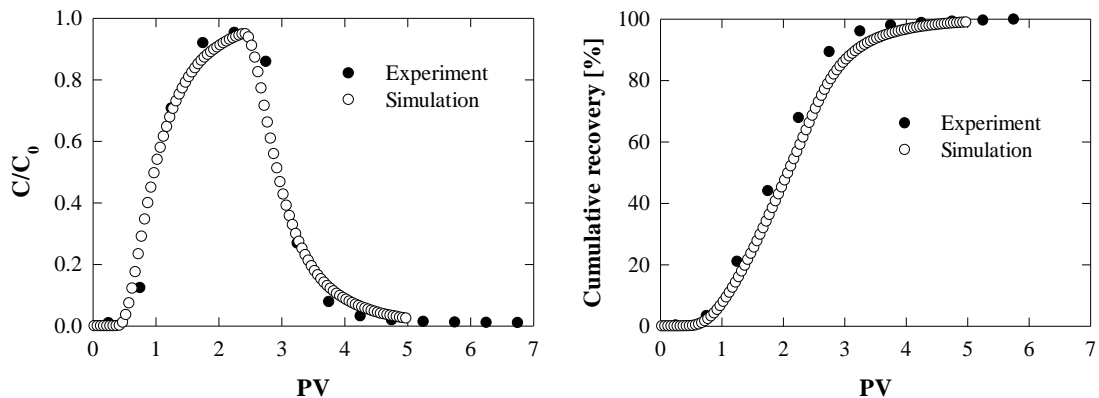 1.0
0.8
0.6
0.4
0.2
0.0
C/C0
Experiment
Simulation
0 1 2 3 4 5 6 7
PV
100
80
60
40
20
0
Cumulative recovery [%]
Experiment
Simulation
0 1 2 3 4 5 6 7
PV